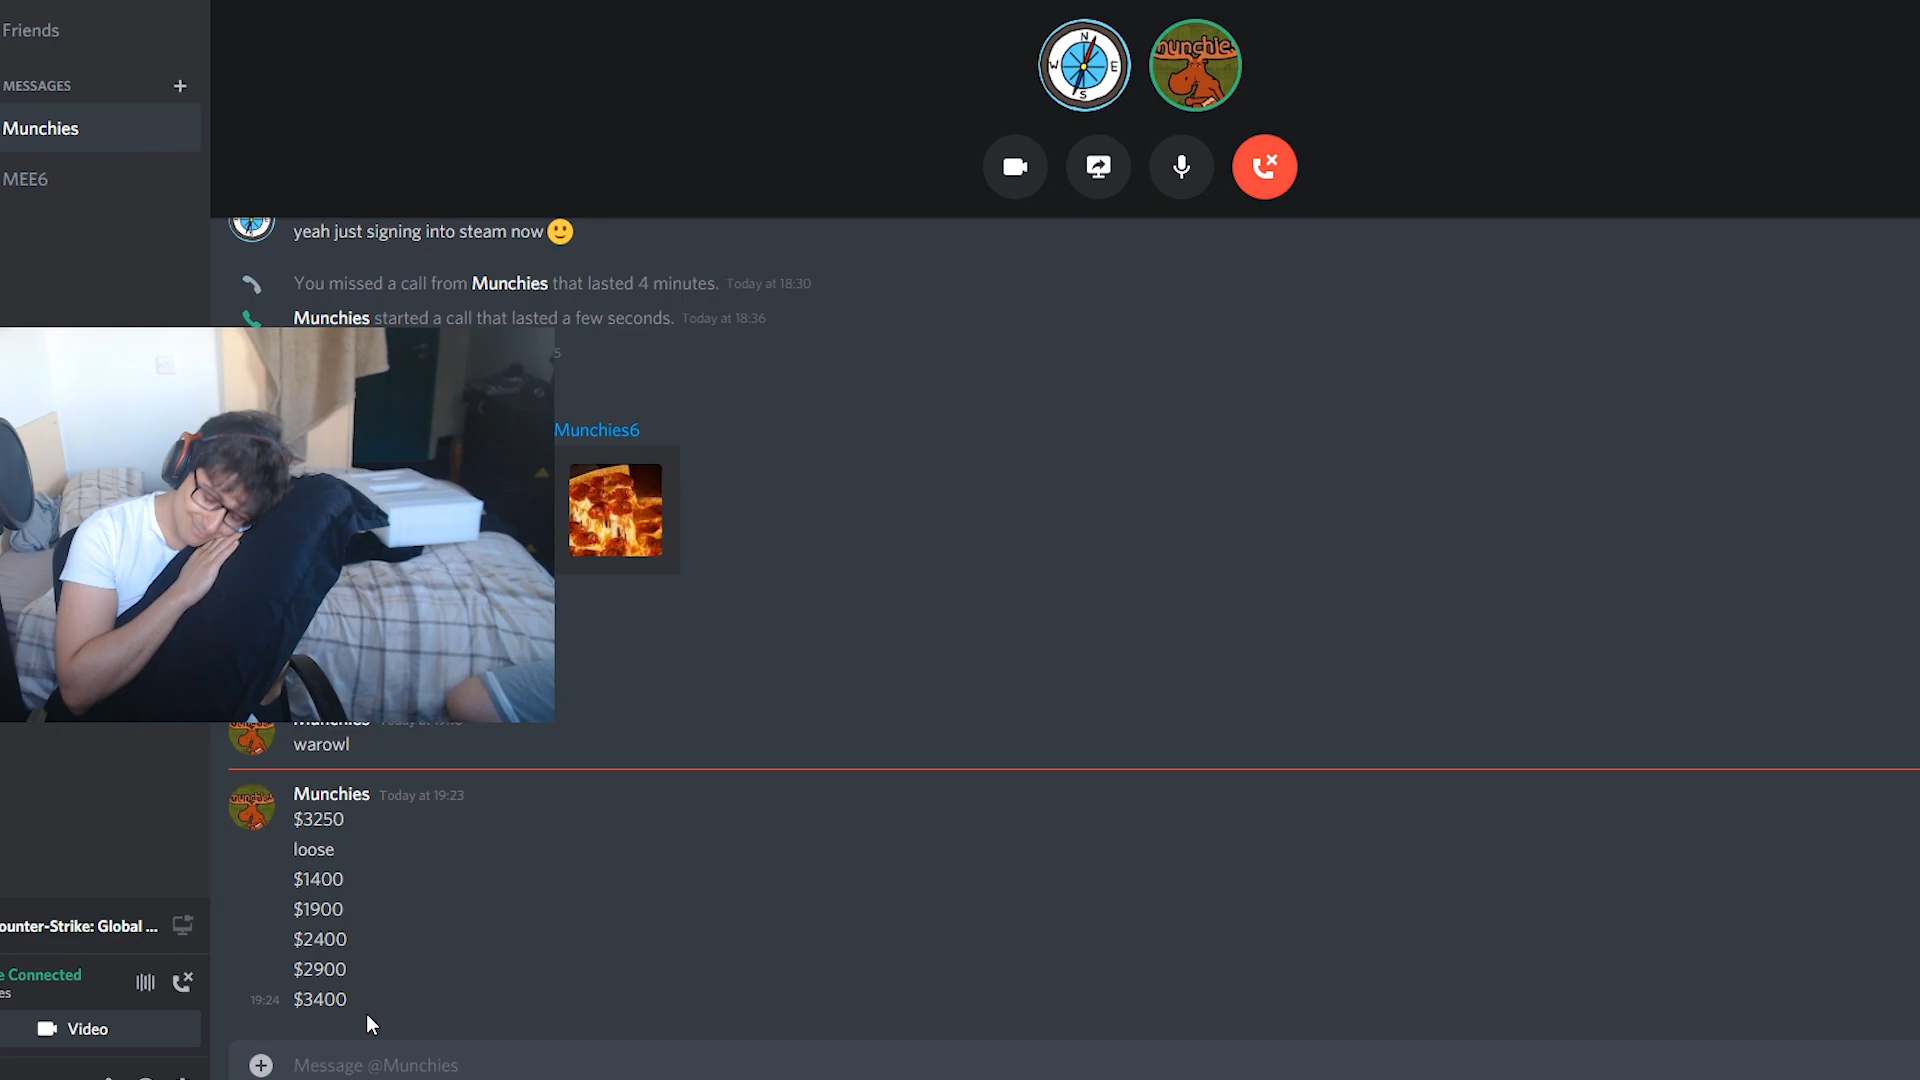 Friends
MESSAGES
Munchies
MEE6
N
W E
S
munchies
yeah just signing into steam now
You missed a call from Munchies that lasted 4 minutes. Today at 18:30
Munchies started a call that lasted a few seconds. Today at 18:36
5
Munchies6
warowl
Munchies Today at 19:23
$3250
loose
$1400
$1900
$2400
$2900
19:24 $3400
ounter-Strike: Global ...
e Connected
es
Video
Message @Munchies